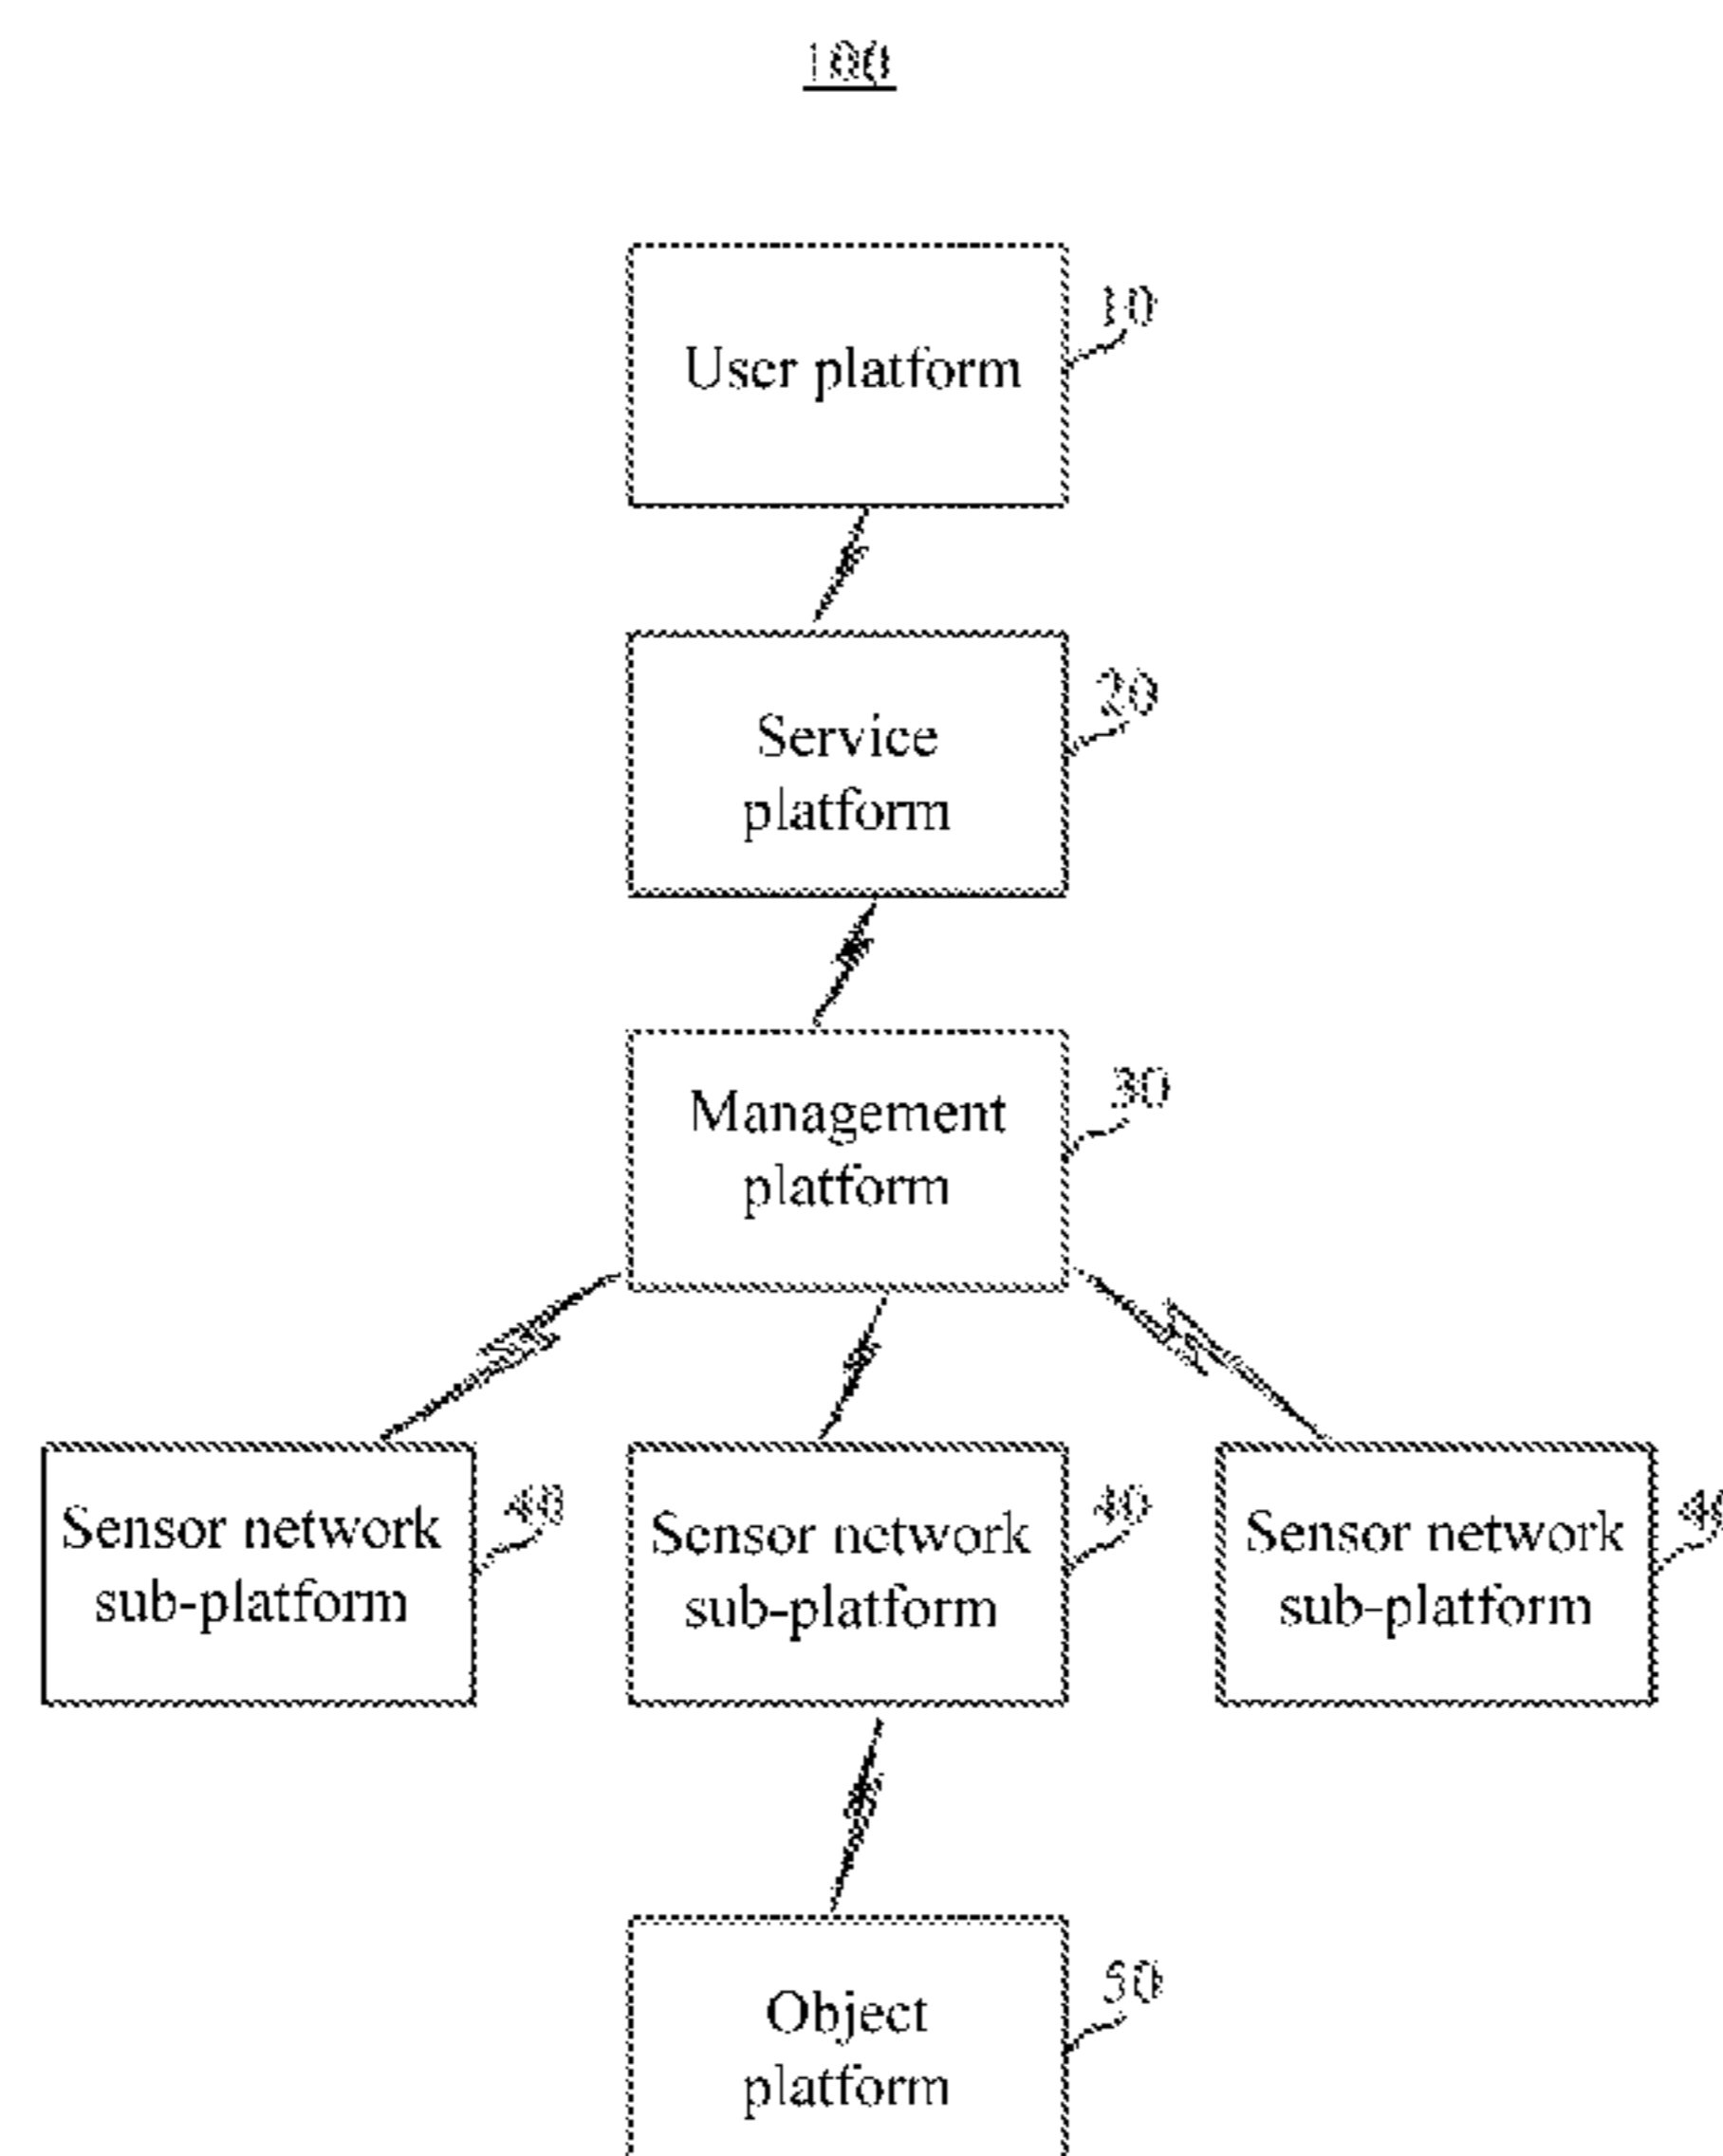 100
User platform
10
Service
platform
20
Management
platform
30
Sensor network
sub-platform
40
Sensor network
sub-platform
40
Sensor network
sub-platform
Object
platform
50